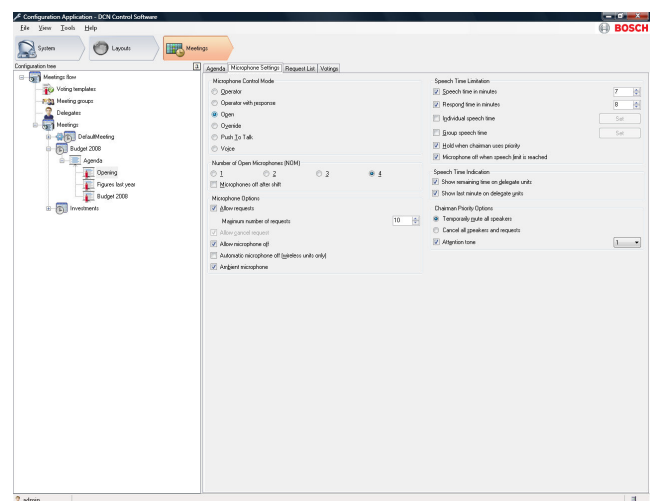 Configuration Application - DCN Control Software
File View Tools Help
BOSCH
System Layouts Meetings
Configuration tree
Meetings flow
Voting templates
Meeting groups
Delegates
Meetings
DefaultMeeting
Budget 2008
Agenda
Opening
Figures last year
Budget 2008
Investments
Agenda Microphone Settings Request List Votings
Microphone Control Mode
Operator
Operator with response
Open
Override
Push To Talk
Voice
Number of Open Microphones (NOM)
1 2 3 4
Microphones off after shift
Microphone Options
Allow requests
Maximum number of requests 10
Allow cancel request
Allow microphone off
Automatic microphone off (wireless units only)
Ambient microphone
Speech Time Limitation
Speech time in minutes 7
Respond time in minutes 8
Individual speech time Set
Group speech time Set
Hold when chairman uses priority
Microphone off when speech limit is reached
Speech Time Indication
Show remaining time on delegate units
Show last minute on delegate units
Chairman Priority Options
Temporarily mute all speakers
Cancel all speakers and requests
Attention tone 1
admin